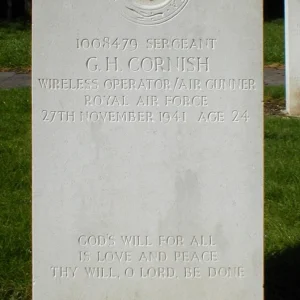 1008479 SERGEANT
G. H. CORNISH
WIRELESS OPERATOR/AIR GUNNER
ROYAL AIR FORCE
27TH NOVEMBER 1941 AGE 24
GOD'S WILL FOR ALL
IS LOVE AND PEACE
THY WILL, O LORD, BE DONE